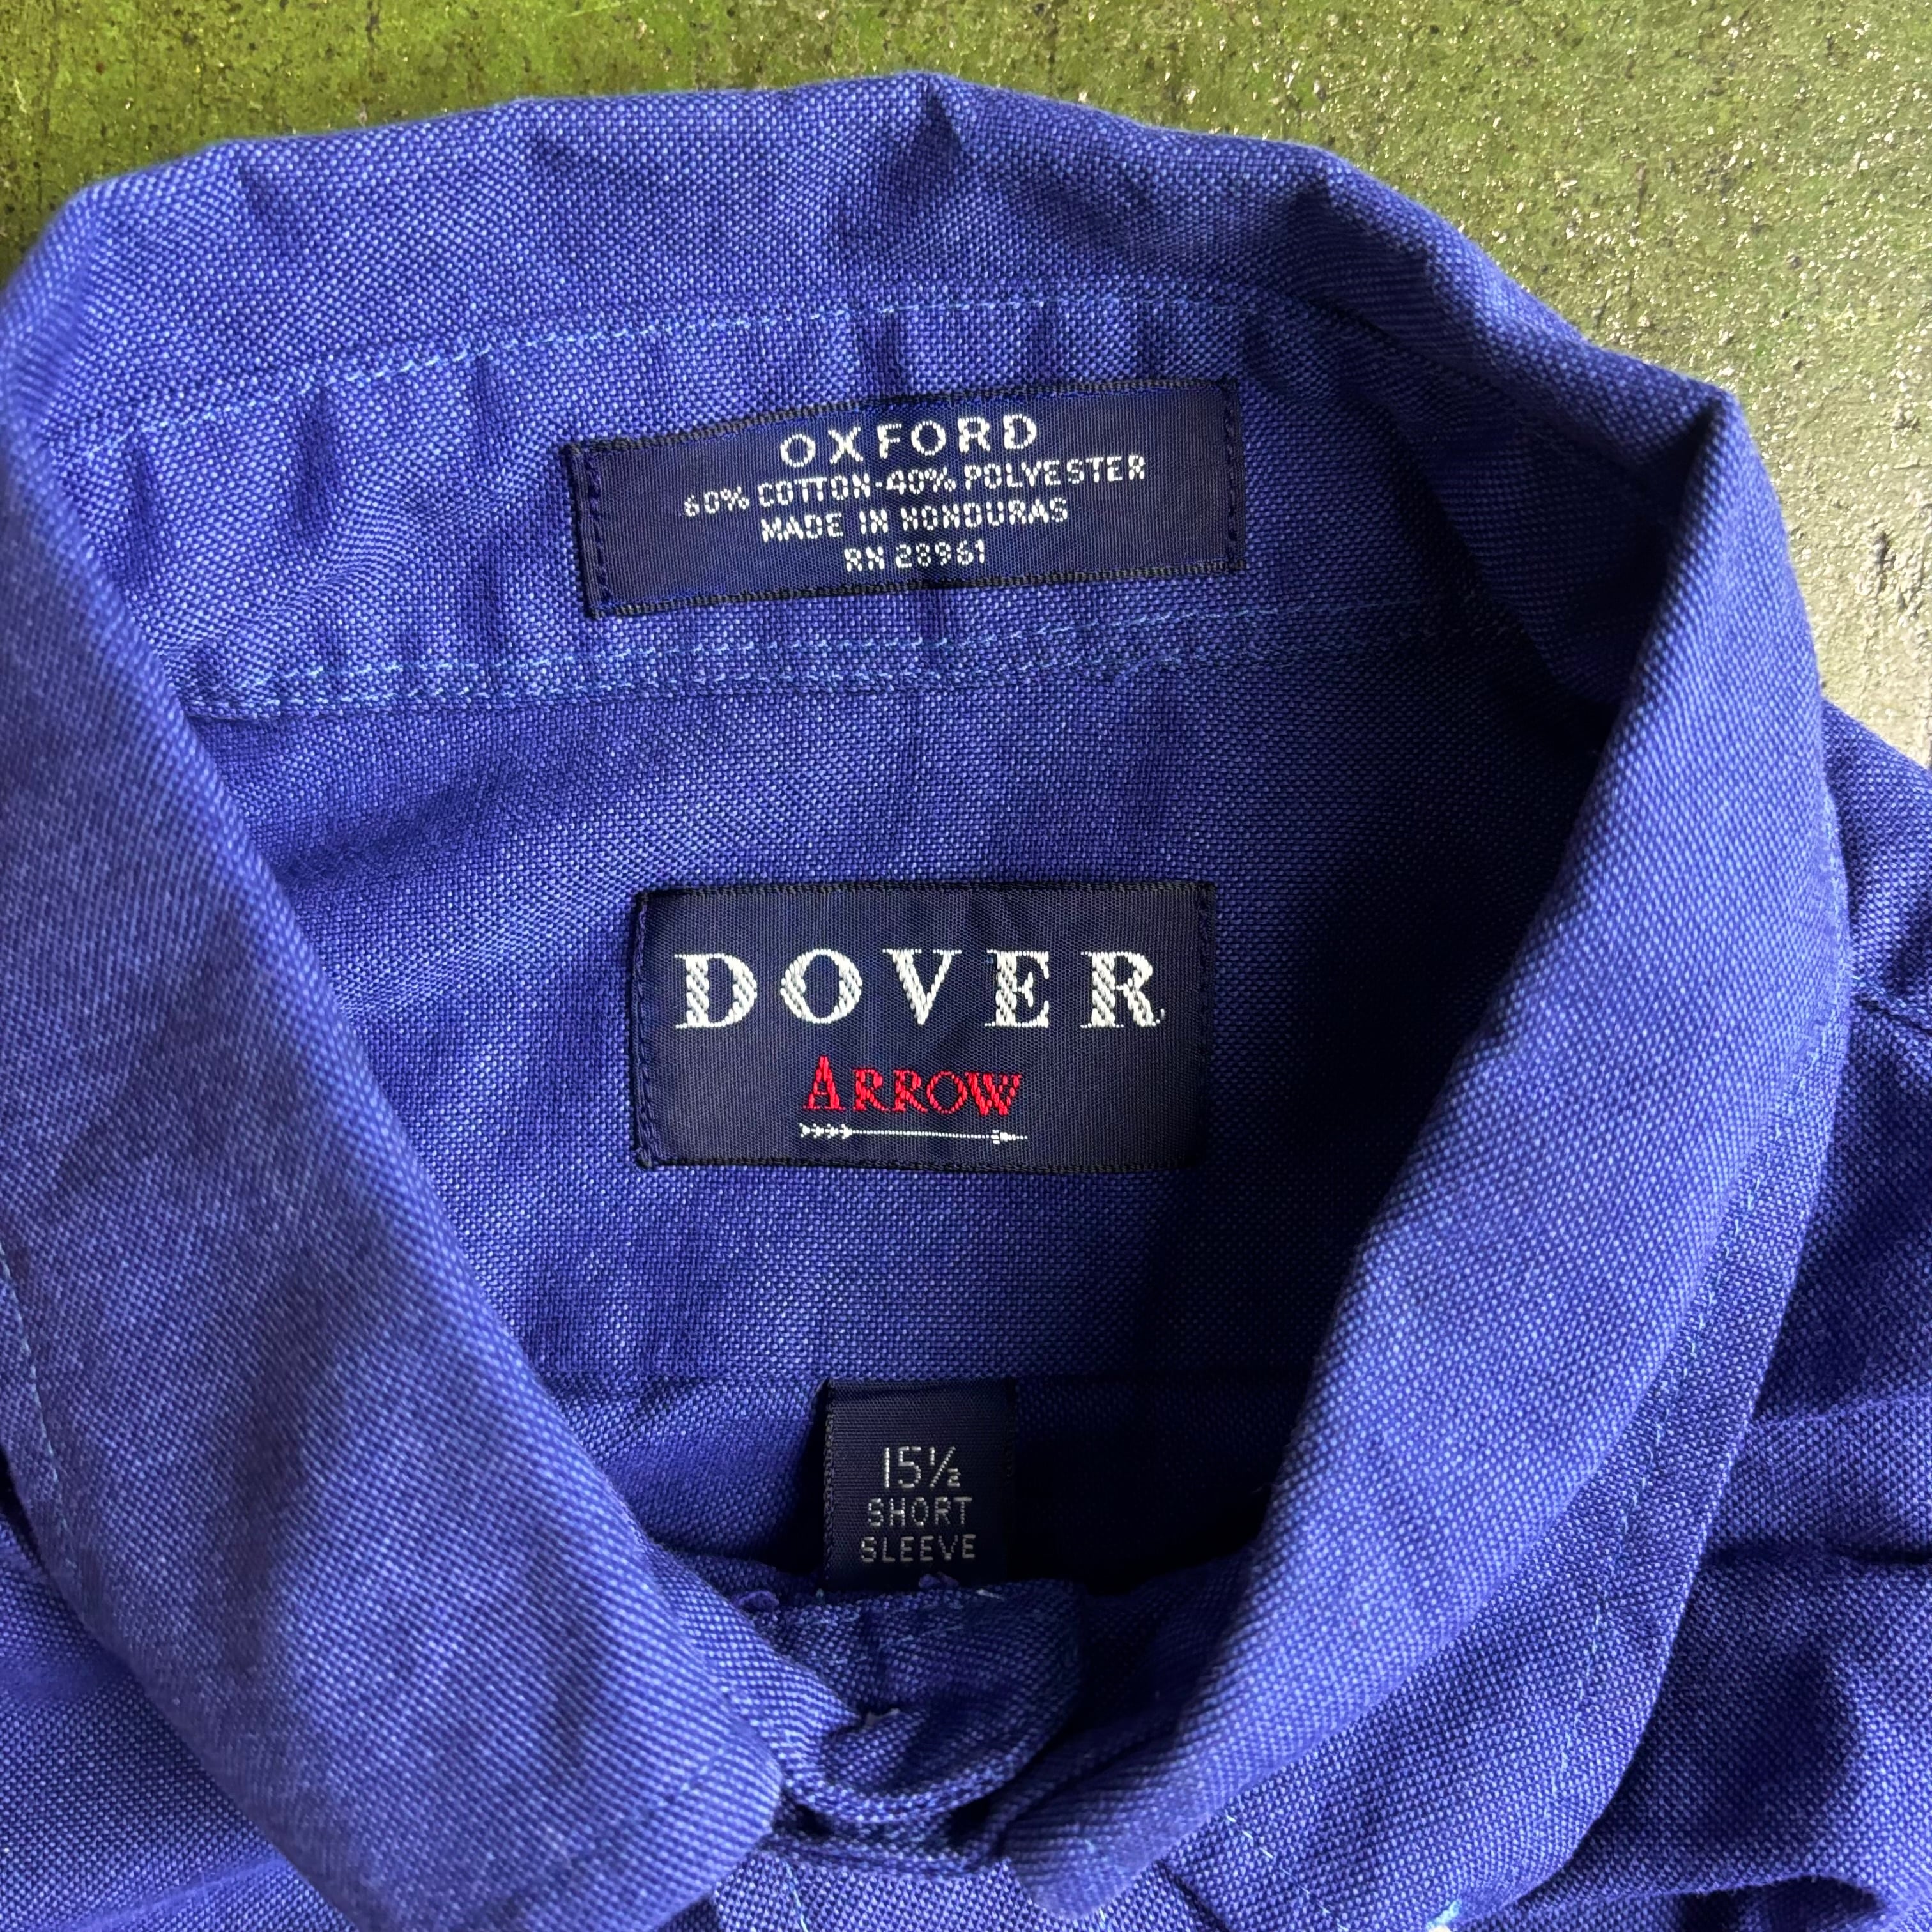 OXFORD
60% COTTON-40% POLYESTER
MADE IN HONDURAS
RN 28961
DOVER
ARROW
15½
SHORT
SLEEVE